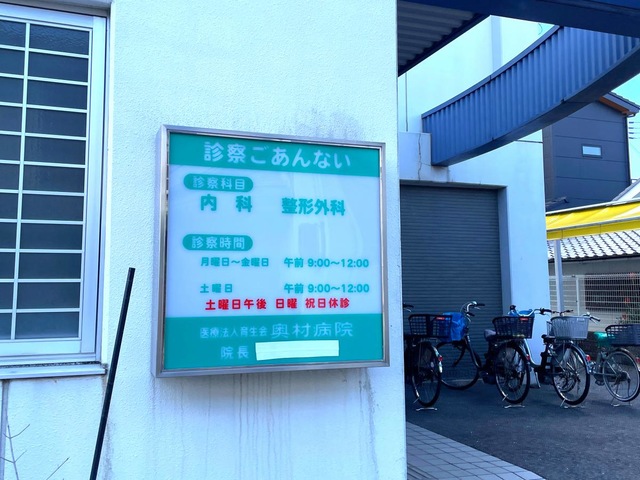 診察ごあんない
診察科目
内科 整形外科
診察時間
月曜日～金曜日 午前 9:00～12:00
土曜日 午前 9:00～12:00
土曜日午後 日曜 祝日休診
医療法人育生会 奥村病院
院長